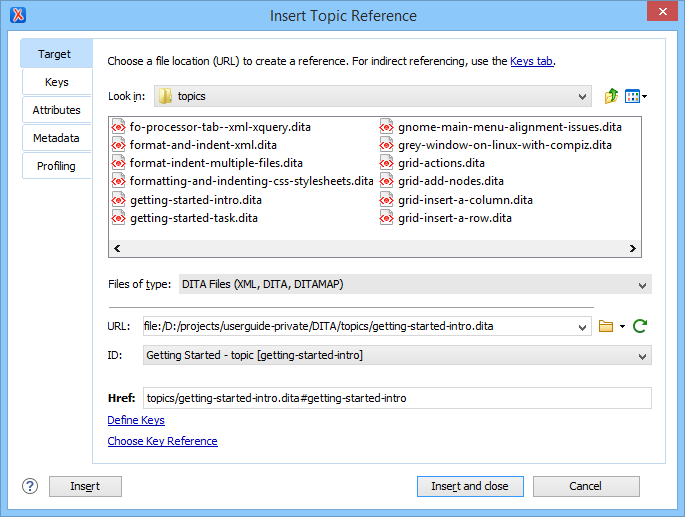 Insert Topic Reference
Target
Keys
Attributes
Metadata
Profiling
Choose a file location (URL) to create a reference. For indirect referencing, use the Keys tab.
Look in: topics
fo-processor-tab--xml-xquery.dita
format-and-indent-xml.dita
format-indent-multiple-files.dita
formatting-and-indenting-css-stylesheets.dita
getting-started-intro.dita
getting-started-task.dita
gnome-main-menu-alignment-issues.dita
grey-window-on-linux-with-compiz.dita
grid-actions.dita
grid-add-nodes.dita
grid-insert-a-column.dita
grid-insert-a-row.dita
Files of type: DITA Files (XML, DITA, DITAMAP)
URL: file:/D:/projects/userguide-private/DITA/topics/getting-started-intro.dita
ID: Getting Started - topic [getting-started-intro]
Href: topics/getting-started-intro.dita#getting-started-intro
Define Keys
Choose Key Reference
? Insert Insert and close Cancel